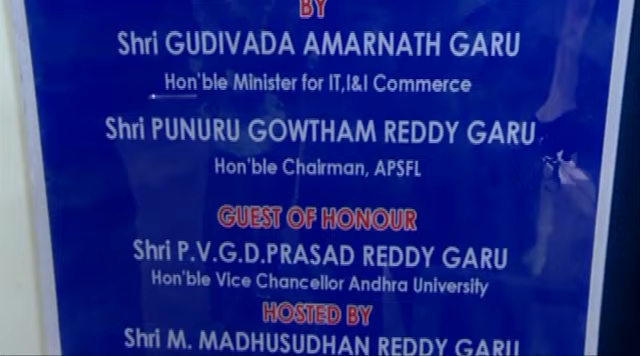 BY
Shri GUDIVADA AMARNATH GARU
Hon'ble Minister for IT,I&I Commerce
Shri PUNURU GOWTHAM REDDY GARU
Hon'ble Chairman, APSFL
GUEST OF HONOUR
Shri P.V.G.D.PRASAD REDDY GARU
Hon'ble Vice Chancellor Andhra University
HOSTED BY
Shri M. MADHUSUDHAN REDDY GARU